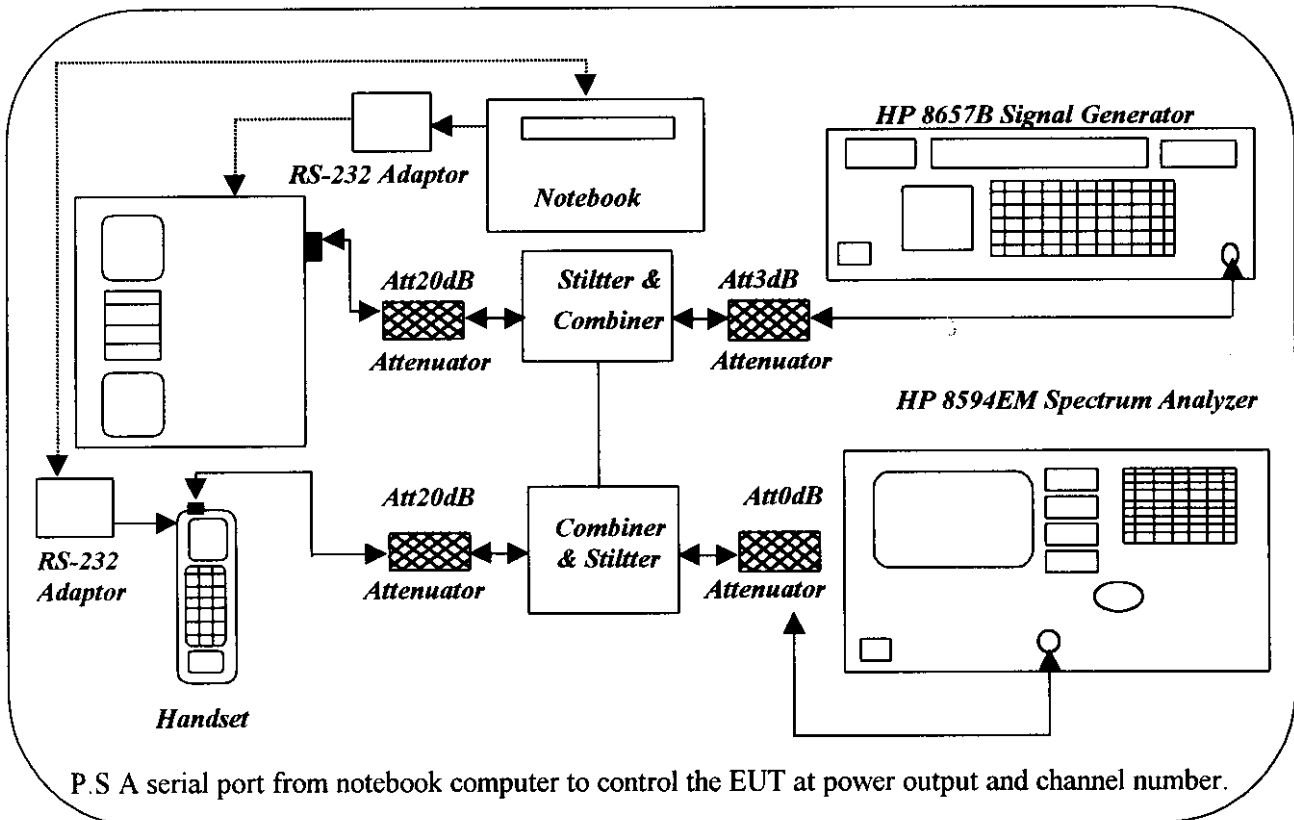 HP 8657B Signal Generator
RS-232 Adaptor
Notebook
Att20dB
Attenuator
Stiltter &
Combiner
Att3dB
Attenuator
HP 8594EM Spectrum Analyzer
RS-232
Adaptor
Handset
Att20dB
Attenuator
Combiner
& Stiltter
Att0dB
Attenuator
P.S A serial port from notebook computer to control the EUT at power output and channel number.